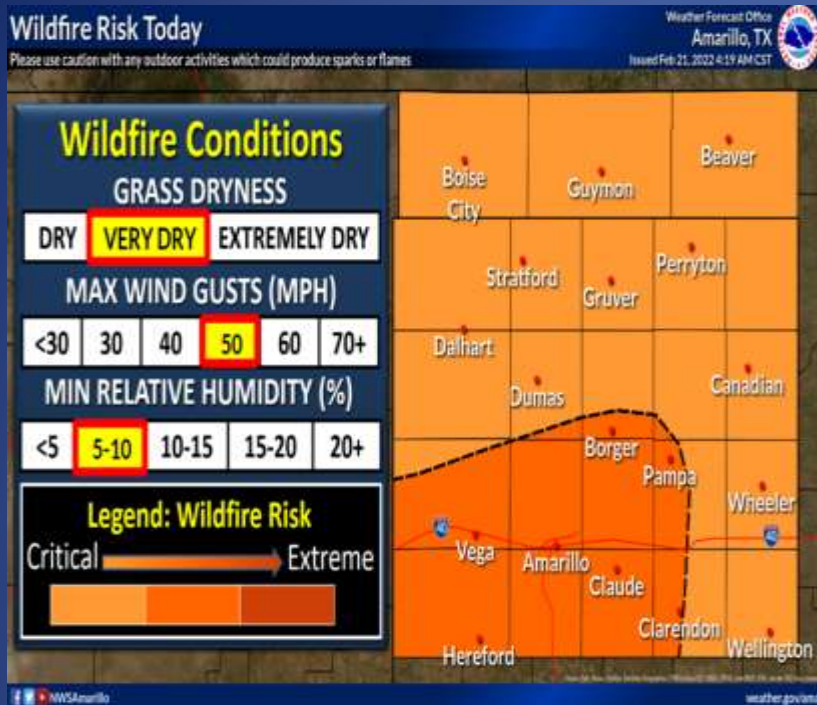 Wildfire Risk Today
Please use caution with any outdoor activities which could produce sparks or flames
Weather Forecast Office
Amarillo, TX
Issued Feb 21, 2022 4:19 AM CST
Wildfire Conditions
GRASS DRYNESS
DRY VERY DRY EXTREMELY DRY
MAX WIND GUSTS (MPH)
<30 30 40 50 60 70+
MIN RELATIVE HUMIDITY (%)
<5 5-10 10-15 15-20 20+
Legend: Wildfire Risk
Critical Extreme
Boise
City
Guymon
Beaver
Stratford
Gruver
Perryton
Dalhart
Dumas
Canadian
Borger
Pampa
Wheeler
40
Vega
Amarillo
40
Claude
Clarendon
Hereford
Wellington
NWSAmarillo
weather.gov/ama